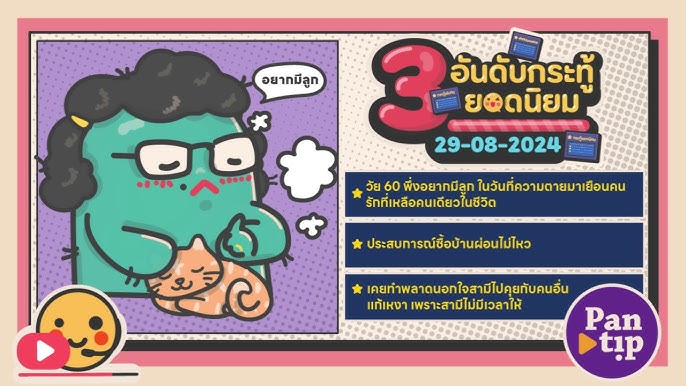 อยากมีลูก
3 อันดับกระทู้
ยอดนิยม
29-08-2024
วัย 60 พึ่งอยากมีลูก ในวันที่ความตายมาเยือนคน
รักที่เหลือคนเดียวในชีวิต
ประสบการณ์ซื้อบ้านผ่อนไม่ไหว
เคยทำพลาดนอกใจสามีไปคุยกับคนอื่น
แก้เหงา เพราะสามีไม่มีเวลาให้
Pan
tip